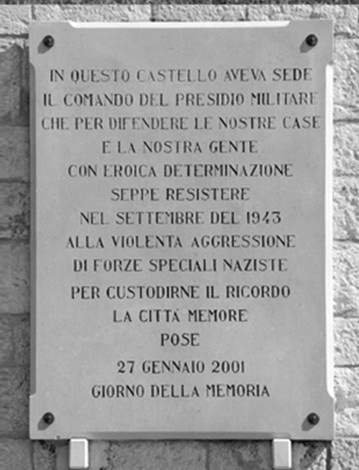 IN QUESTO CASTELLO AVEVA SEDE
IL COMANDO DEL PRESIDIO MILITARE
CHE PER DIFENDERE LE NOSTRE CASE
E LA NOSTRA GENTE
CON EROICA DETERMINAZIONE
SEPPE RESISTERE
NEL SETTEMBRE DEL 1943
ALLA VIOLENTA AGGRESSIONE
DI FORZE SPECIALI NAZISTE
PER CUSTODIRNE IL RICORDO
LA CITTÀ MEMORE
POSE
27 GENNAIO 2001
GIORNO DELLA MEMORIA